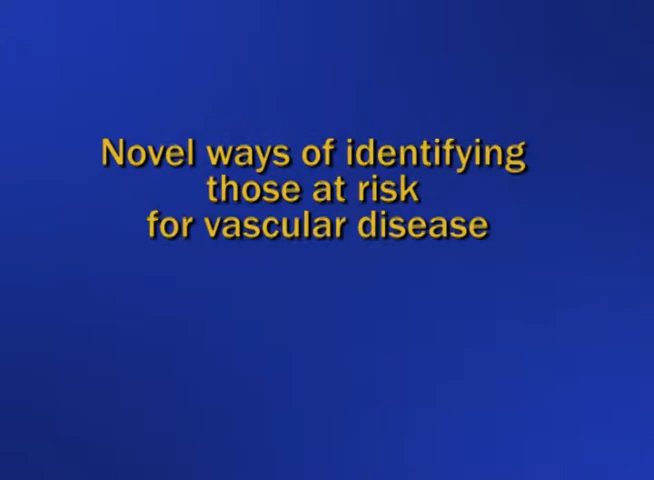 Novel ways of identifying
those at risk
for vascular disease